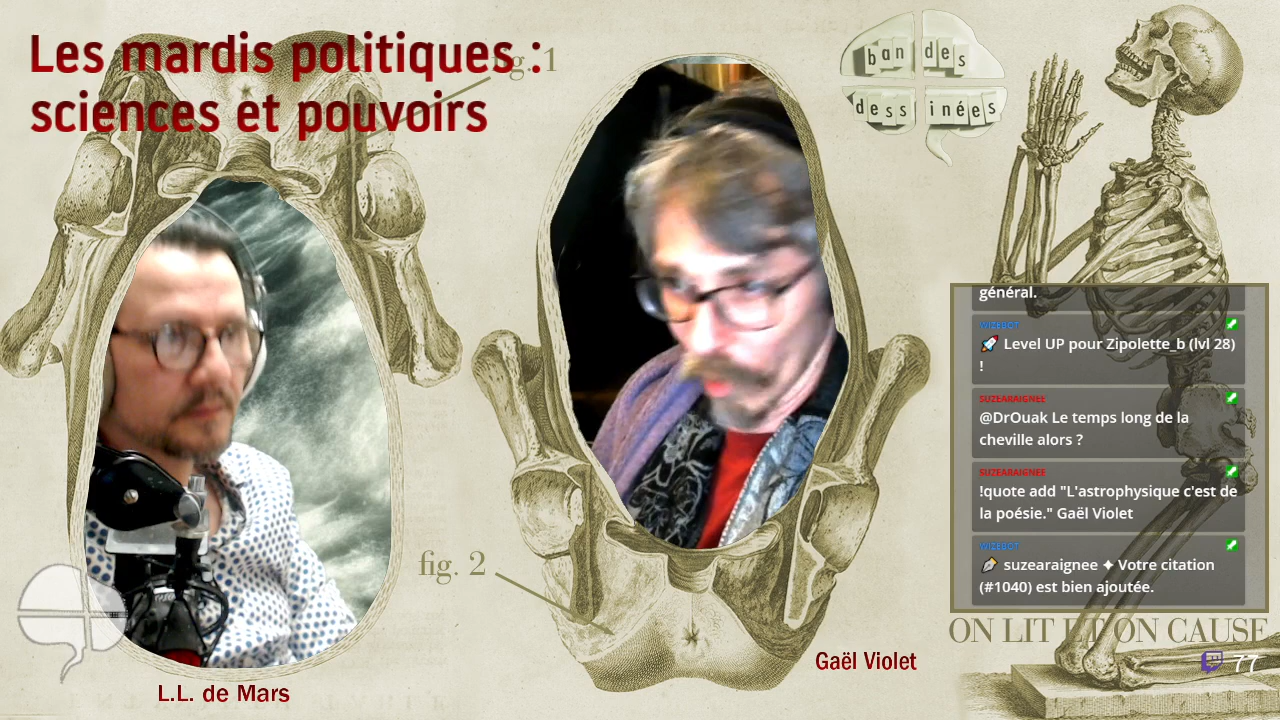 Les mardis politiques :
sciences et pouvoirs
fig. 1
ban des
dess inées
général.
WIZEBOT
Level UP pour Zipolette_b (lvl 28)
!
SUZEARAIGNEE
@DrOuak Le temps long de la
cheville alors ?
SUZEARAIGNEE
!quote add "L'astrophysique c'est de
la poésie." Gaël Violet
WIZEBOT
suzearaignee ✦ Votre citation
(#1040) est bien ajoutée.
fig. 2
ON LIT ET ON CAUSE
77
Gaël Violet
L.L. de Mars